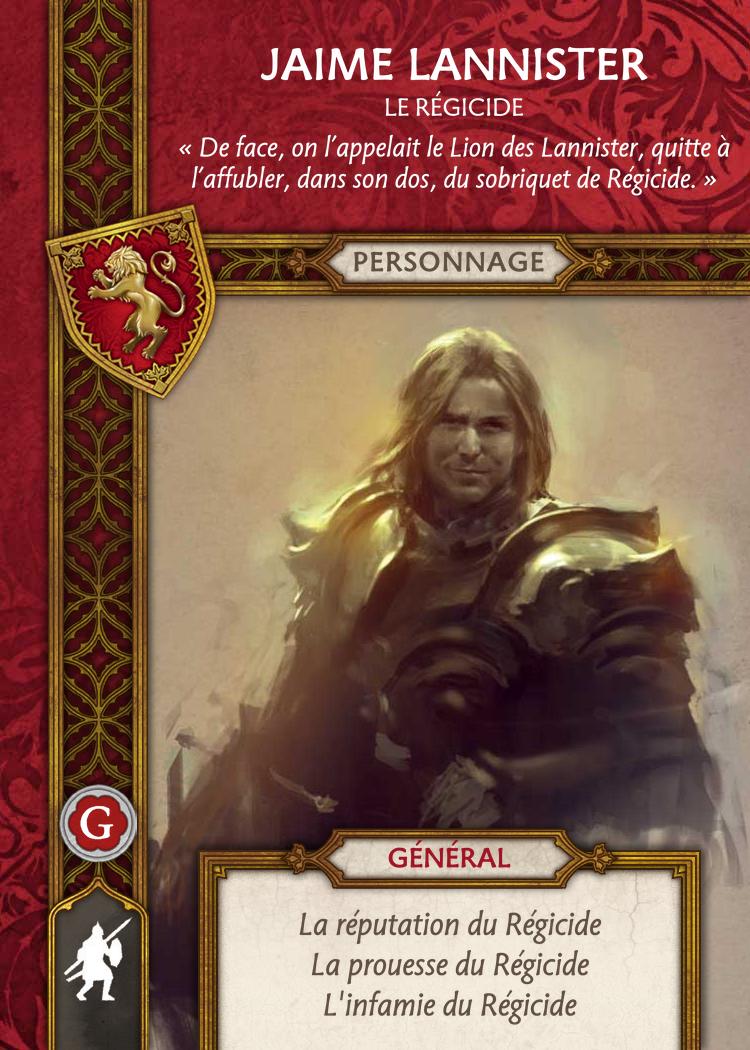 JAIME LANNISTER
LE RÉGICIDE
« De face, on l'appelait le Lion des Lannister, quitte à
l'affubler, dans son dos, du sobriquet de Régicide. »
PERSONNAGE
G
GÉNÉRAL
La réputation du Régicide
La prouesse du Régicide
L'infamie du Régicide